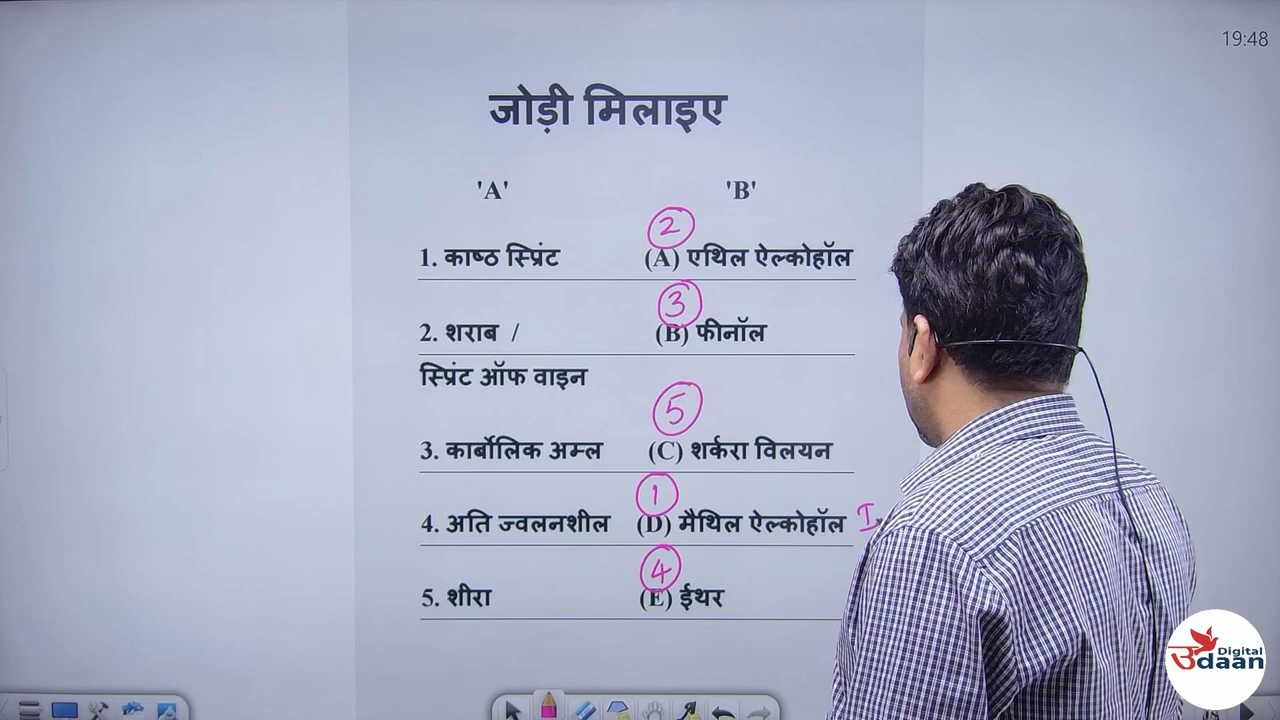 19:48
जोड़ी मिलाइए
'A' 'B'
2
1. काष्ठ स्प्रिंट (A) एथिल ऐल्कोहॉल
3
2. शराब / (B) फीनॉल
स्प्रिंट ऑफ वाइन
5
3. कार्बोलिक अम्ल (C) शर्करा विलयन
1
4. अति ज्वलनशील (D) मैथिल ऐल्कोहॉल I
4
5. शीरा (E) ईथर
Digital
उdaan